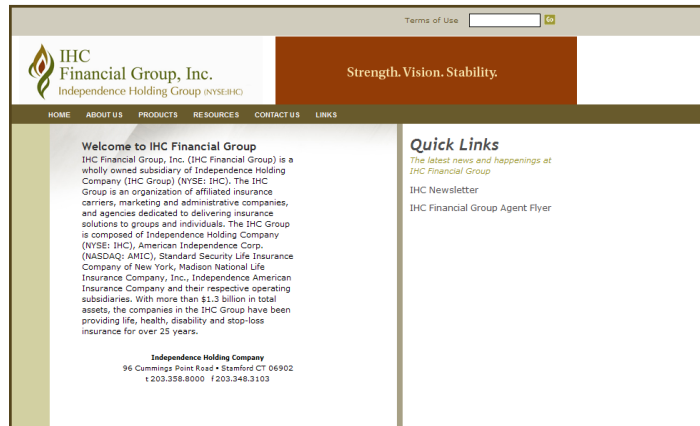 Terms of Use
Go
IHC
Financial Group, Inc.
Independence Holding Group (NYSE:IHC)
Strength. Vision. Stability.
HOME ABOUT US PRODUCTS RESOURCES CONTACT US LINKS
Welcome to IHC Financial Group
IHC Financial Group, Inc. (IHC Financial Group) is a
wholly owned subsidiary of Independence Holding
Company (IHC Group) (NYSE: IHC). The IHC
Group is an organization of affiliated insurance
carriers, marketing and administrative companies,
and agencies dedicated to delivering insurance
solutions to groups and individuals. The IHC Group
is composed of Independence Holding Company
(NYSE: IHC), American Independence Corp.
(NASDAQ: AMIC), Standard Security Life Insurance
Company of New York, Madison National Life
Insurance Company, Inc., Independence American
Insurance Company and their respective operating
subsidiaries. With more than $1.3 billion in total
assets, the companies in the IHC Group have been
providing life, health, disability and stop-loss
insurance for over 25 years.
Independence Holding Company
96 Cummings Point Road • Stamford CT 06902
t 203.358.8000 f 203.348.3103
Quick Links
The latest news and happenings at
IHC Financial Group
IHC Newsletter
IHC Financial Group Agent Flyer